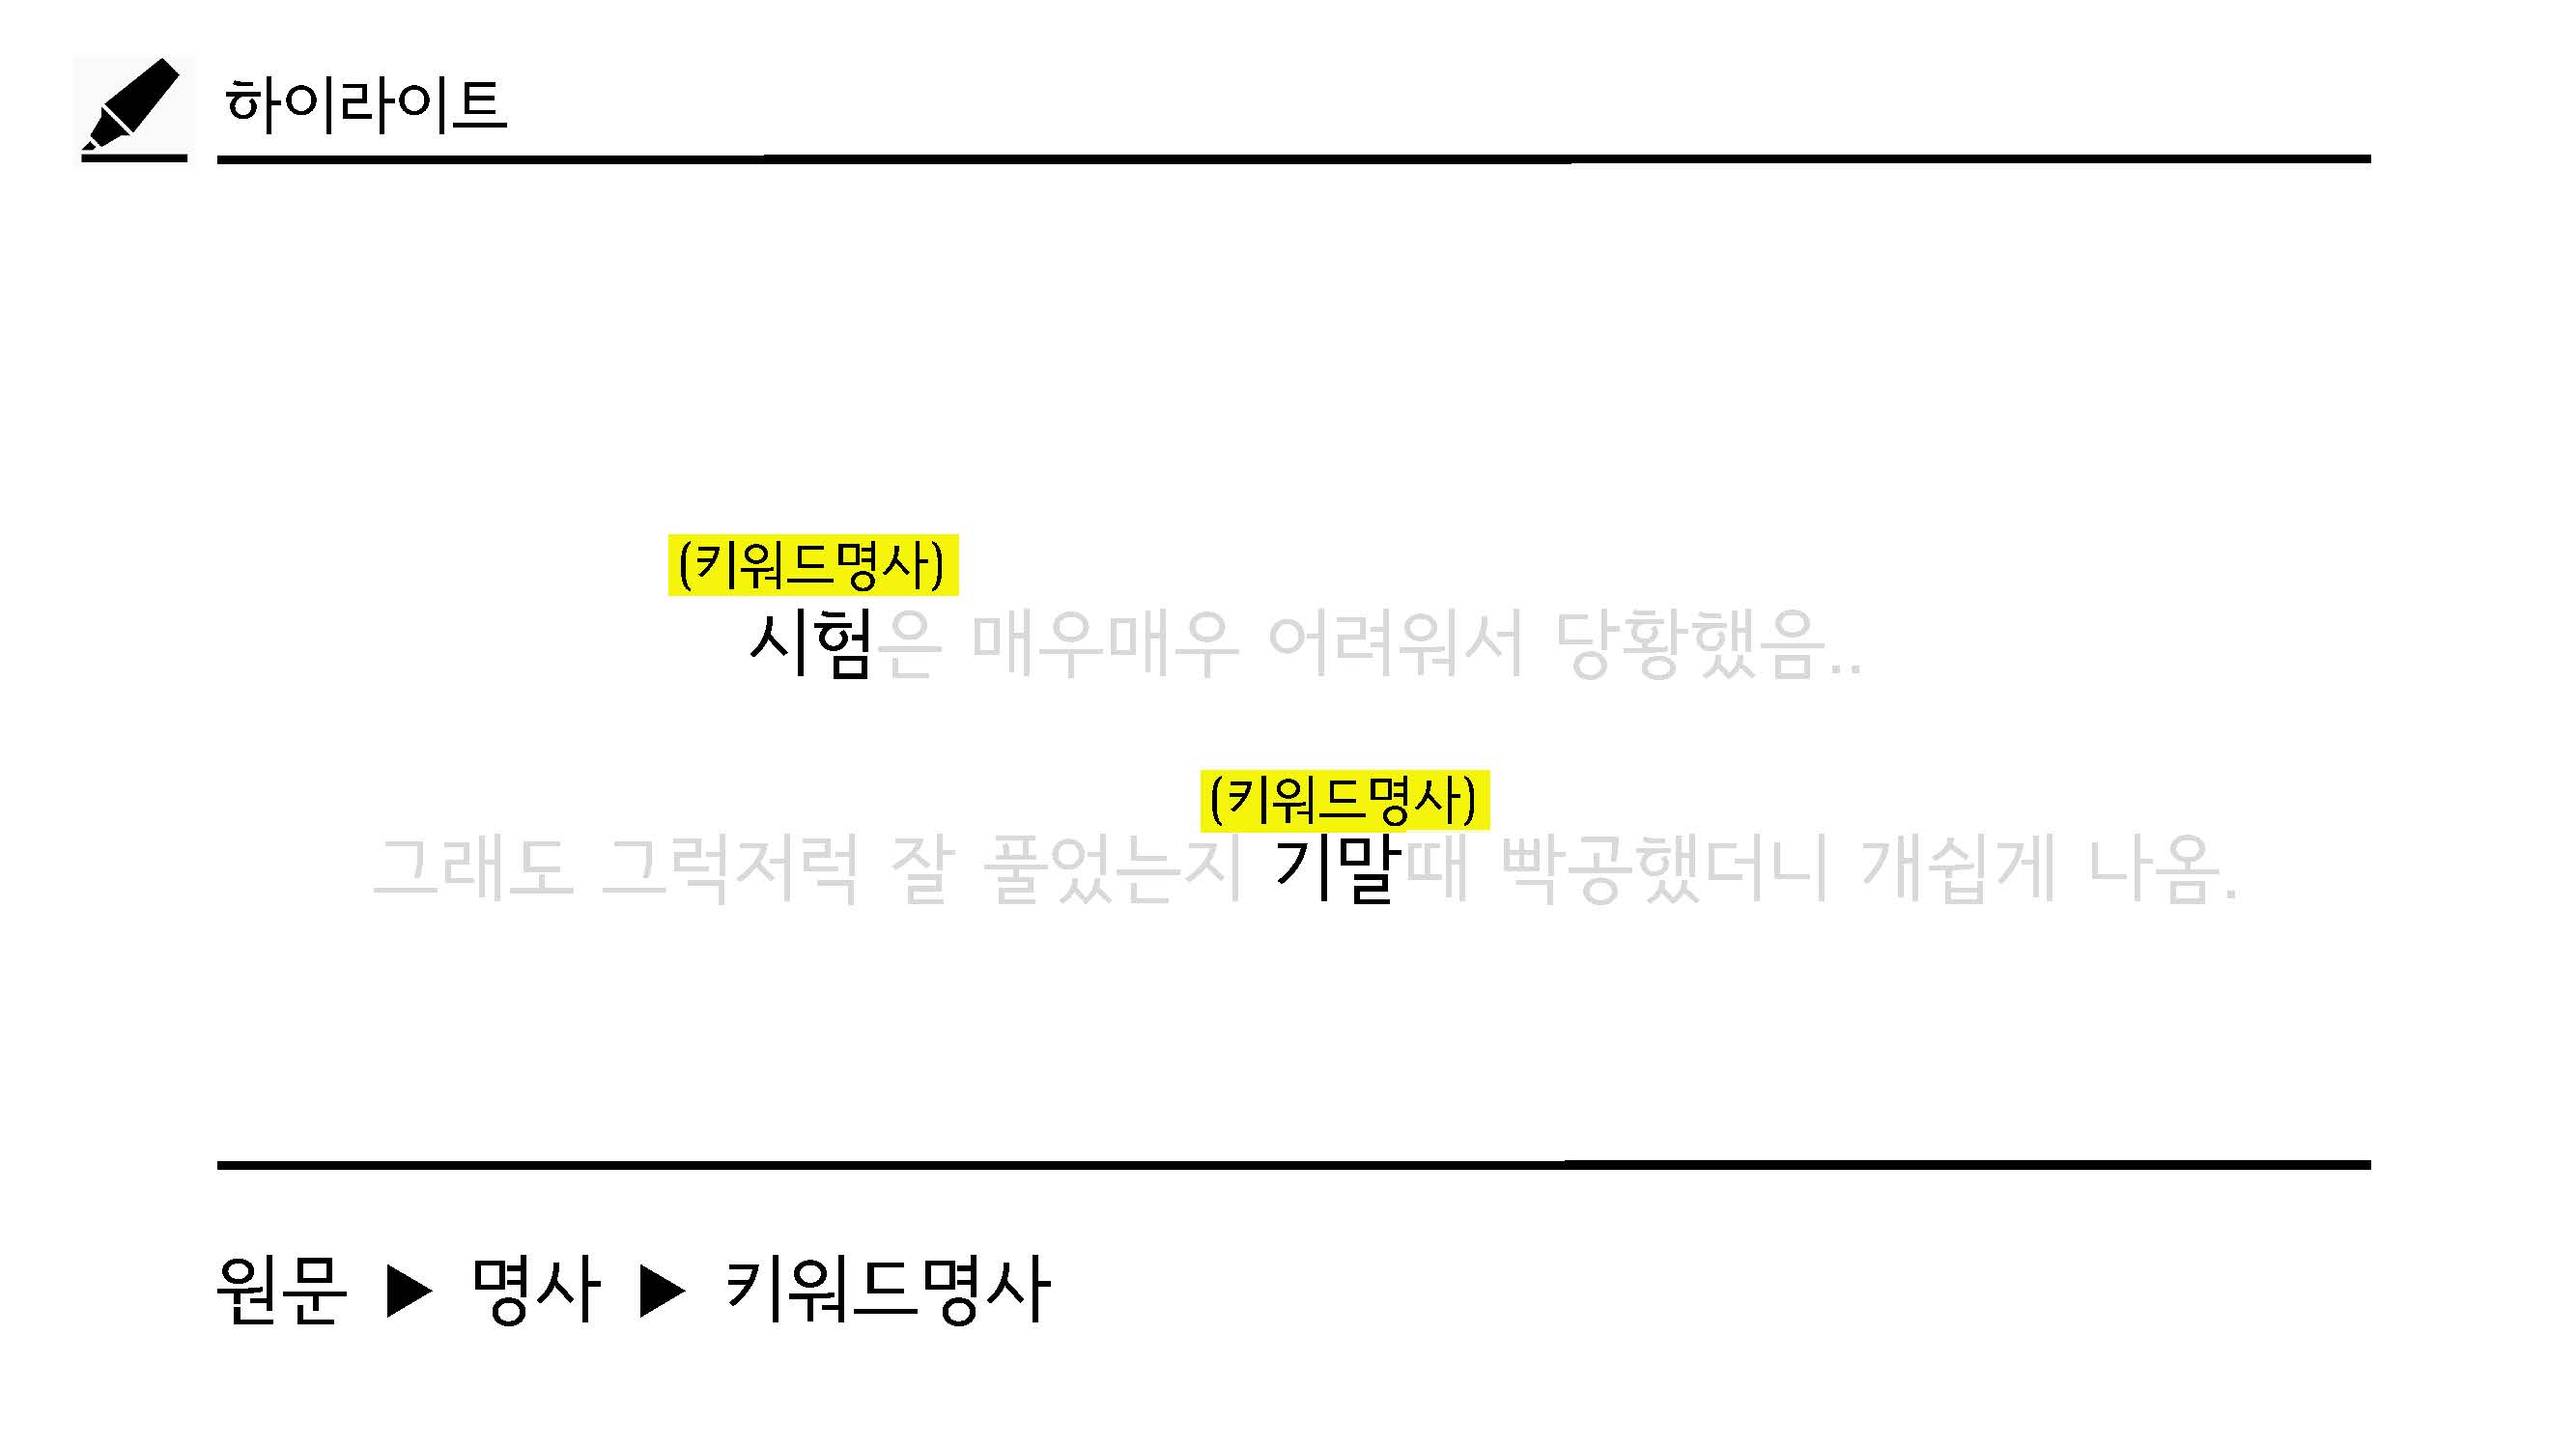 하이라이트
(키워드명사)
시험은 매우매우 어려워서 당황했음..
(키워드명사)
그래도 그럭저럭 잘 풀었는지 기말때 빡공했더니 개쉽게 나옴.
원문 ▶ 명사 ▶ 키워드명사